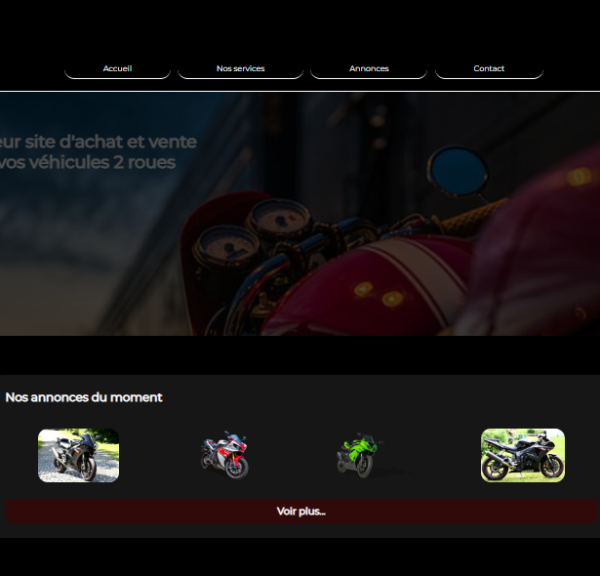 Accueil
Nos services
Annonces
Contact
eur site d'achat et vente
vos véhicules 2 roues
Nos annonces du moment
Voir plus...